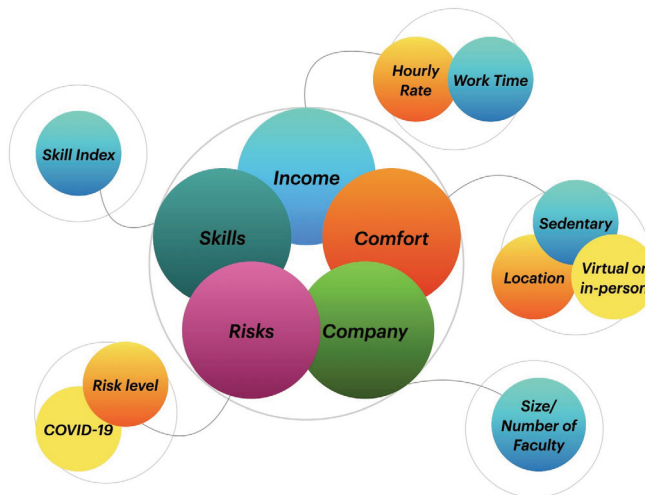 Hourly
Rate
Work Time
Skill Index
Income
Skills
Comfort
Sedentary
Location
Virtual or
in-person
Risks
Company
Risk level
COVID-19
Size/
Number of
Faculty